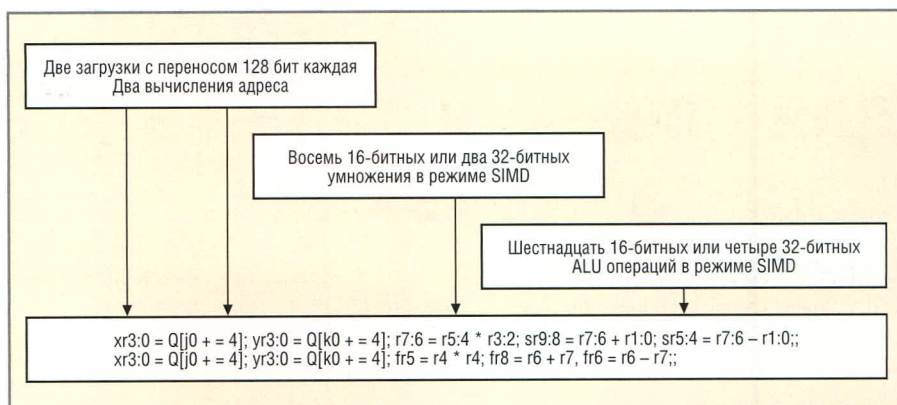 Две загрузки с переносом 128 бит каждая
Два вычисления адреса
Восемь 16-битных или два 32-битных
умножения в режиме SIMD
Шестнадцать 16-битных или четыре 32-битных
ALU операций в режиме SIMD
xr3:0 = Q[j0 + = 4]; yr3:0 = Q[k0 + = 4]; r7:6 = r5:4 * r3:2; sr9:8 = r7:6 + r1:0; sr5:4 = r7:6 – r1:0;;
xr3:0 = Q[j0 + = 4]; yr3:0 = Q[k0 + = 4]; fr5 = r4 * r4; fr8 = r6 + r7, fr6 = r6 – r7;;